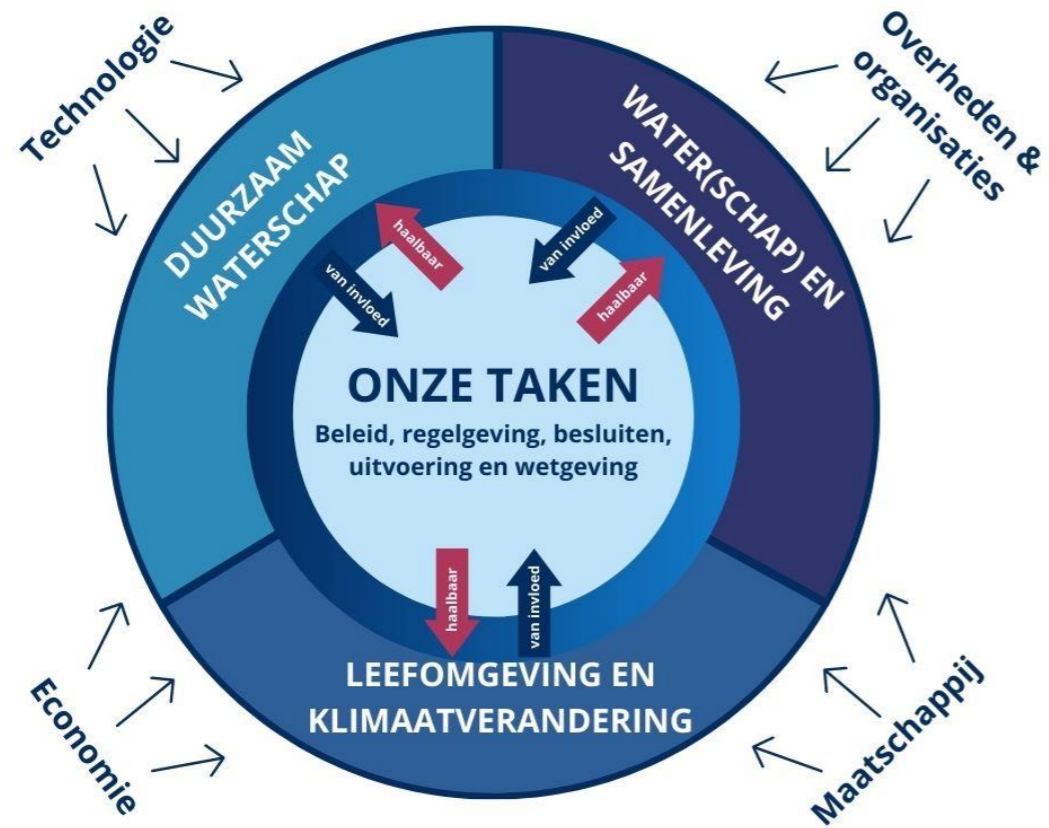 Technologie
Overheden &
organisaties
DUURZAAM
WATERSCHAP
WATER(SCHAP) EN
SAMENLEVING
haalbaar
van invloed
van invloed
haalbaar
ONZE TAKEN
Beleid, regelgeving, besluiten,
uitvoering en wetgeving
haalbaar
van invloed
LEEFOMGEVING EN
KLIMAATVERANDERING
Economie
Maatschappij